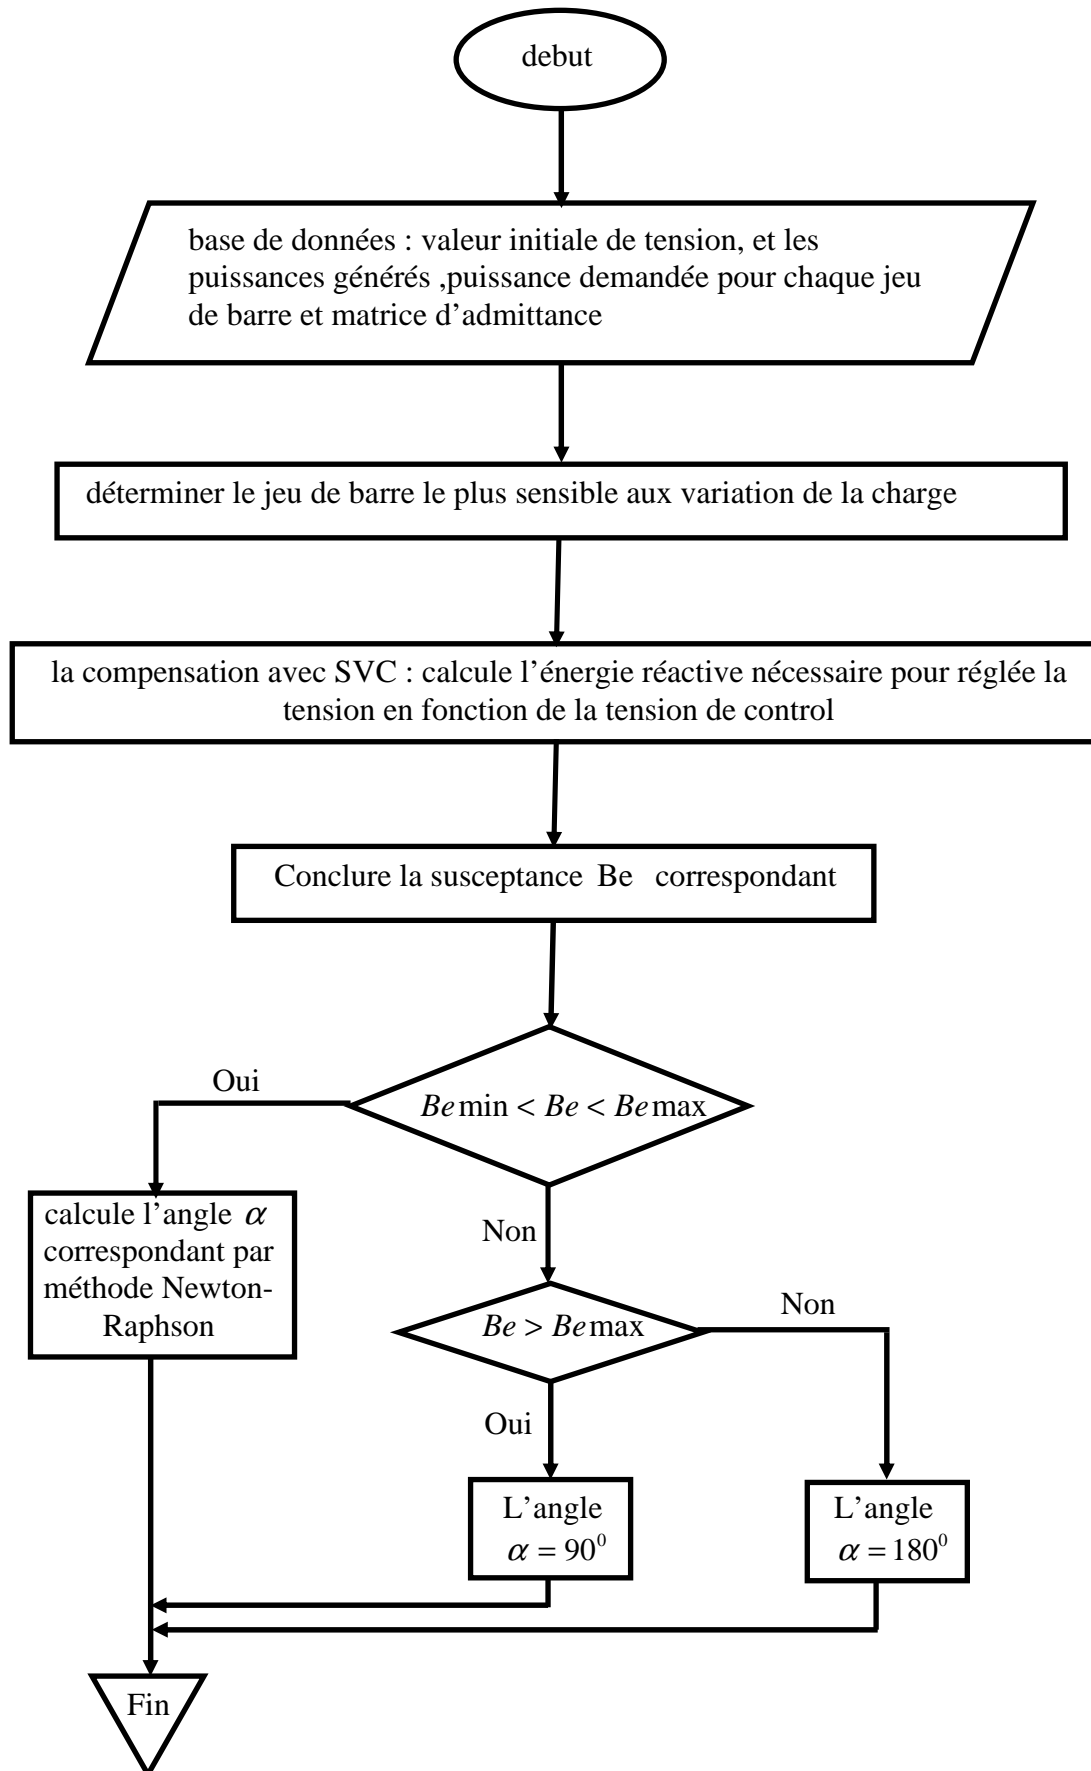 debut
base de données : valeur initiale de tension, et les
puissances générés ,puissance demandée pour chaque jeu
de barre et matrice d’admittance
déterminer le jeu de barre le plus sensible aux variation de la charge
la compensation avec SVC : calcule l’énergie réactive nécessaire pour réglée la
tension en fonction de la tension de control
Conclure la susceptance Be correspondant
Oui
Be min < Be < Be max
calcule l’angle α
correspondant par
méthode Newton-
Raphson
Non
Be > Be max
Non
Oui
L’angle
α = 90⁰
L’angle
α = 180⁰
Fin